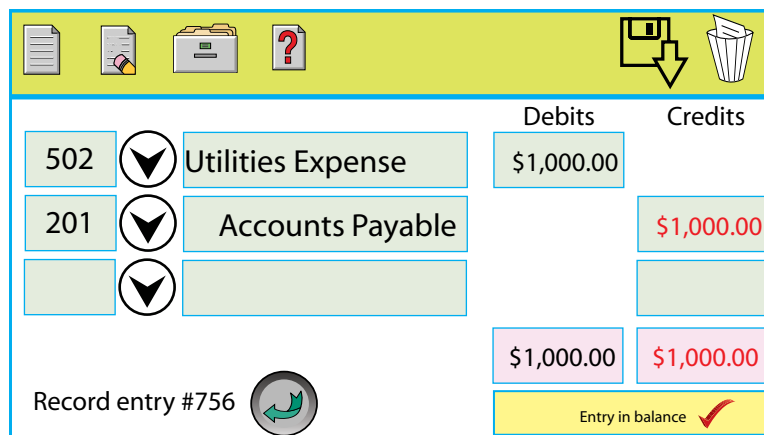 ?
Debits Credits
502 Utilities Expense $1,000.00
201 Accounts Payable $1,000.00
$1,000.00 $1,000.00
Record entry #756
Entry in balance